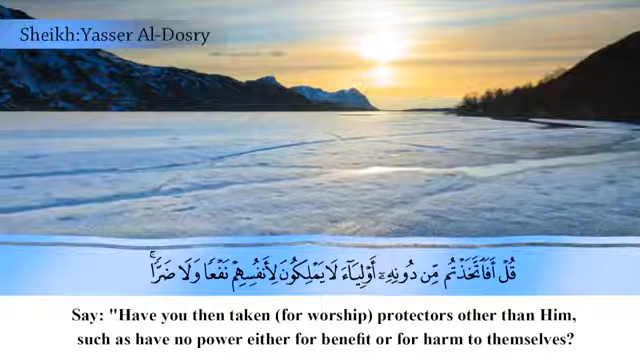 Sheikh:Yasser Al-Dosry
قُلْ أَفَٱتَّخَذْتُم مِّن دُونِهِۦٓ أَوْلِيَآءَ لَا يَمْلِكُونَ لِأَنفُسِهِمْ نَفْعًا وَلَا ضَرًّا ۚ
Say: "Have you then taken (for worship) protectors other than Him,
such as have no power either for benefit or for harm to themselves?